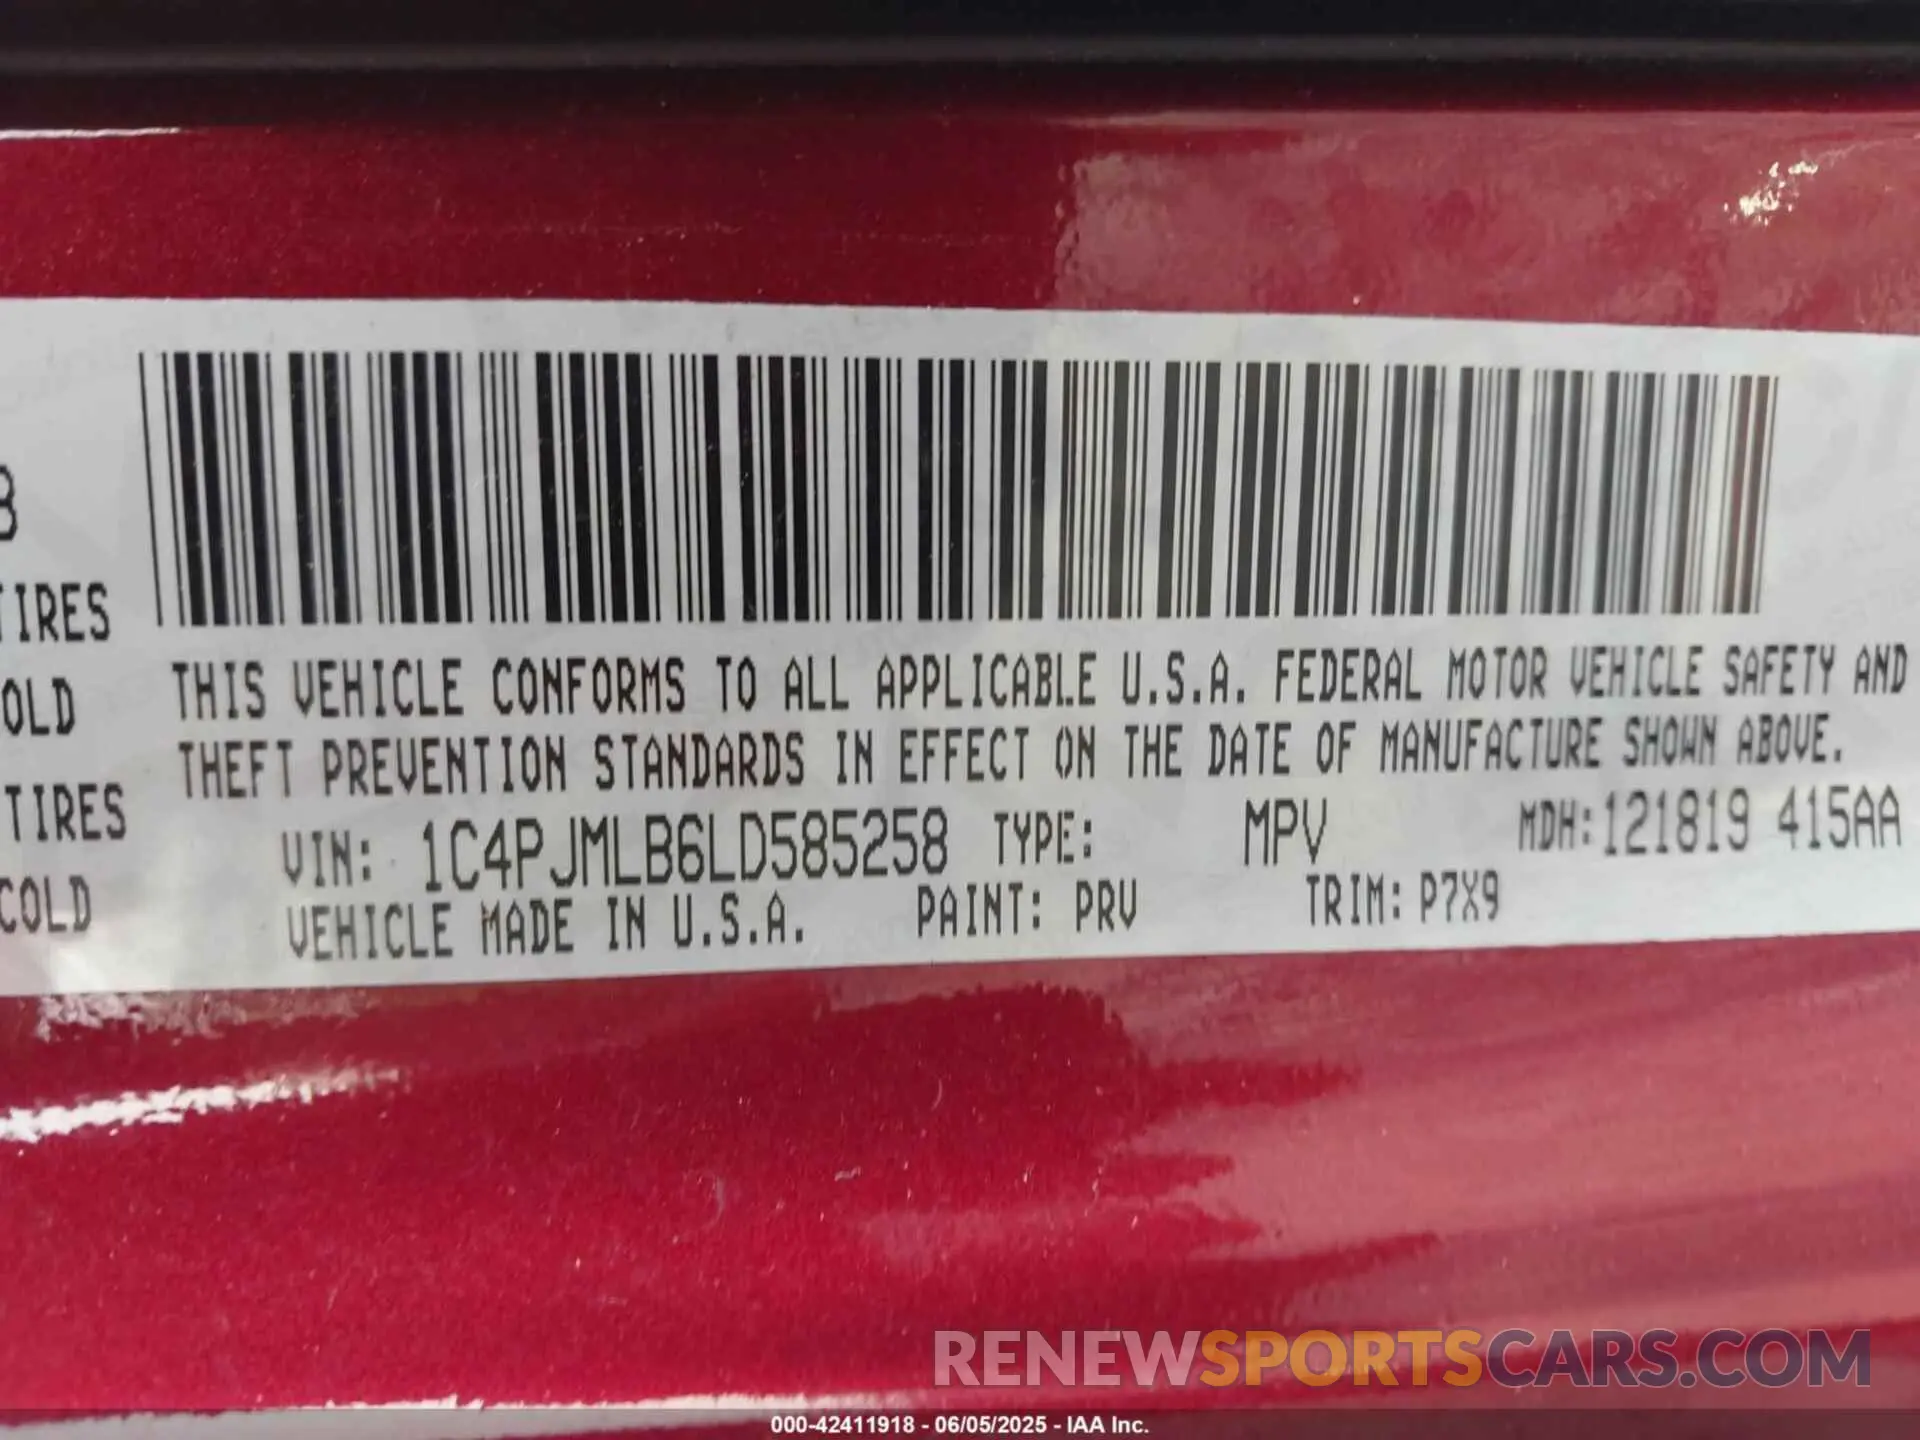 8
TIRES
OLD
TIRES
COLD
THIS VEHICLE CONFORMS TO ALL APPLICABLE U.S.A. FEDERAL MOTOR VEHICLE SAFETY AND
THEFT PREVENTION STANDARDS IN EFFECT ON THE DATE OF MANUFACTURE SHOWN ABOVE.
VIN: 1C4PJMLB6LD585258 TYPE: MPV MDH:121819 415AA
VEHICLE MADE IN U.S.A. PAINT: PRV TRIM: P7X9
RENEWSPORTSCARS.COM
000-42411918 - 06/05/2025 - IAA Inc.